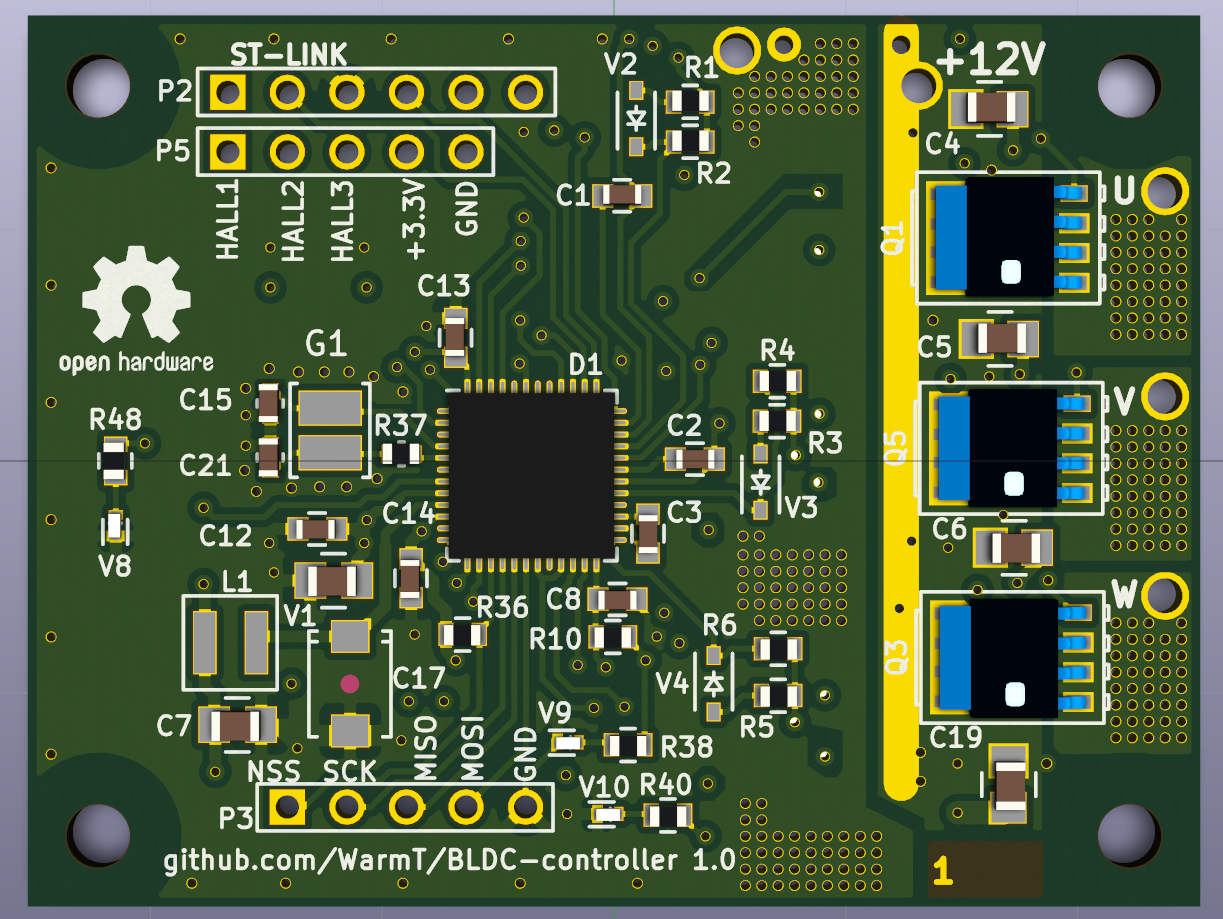 ST-LINK
P2
P5
HALL1
HALL2
HALL3
+3.3V
GND
V2
R1
R2
C1
+12V
C4
U
Q1
C13
open hardware
G1
D1
C5
C15
R48
R37
C21
R4
R3
C2
V
Q5
C14
C3
V3
C12
C6
V8
L1
V1
R36
C8
R10
R6
W
V4
Q3
C17
R5
C7
V9
R38
C19
NSS
SCK
MISO
MOSI
GND
V10
R40
P3
github.com/WarmT/BLDC-controller 1.0
1